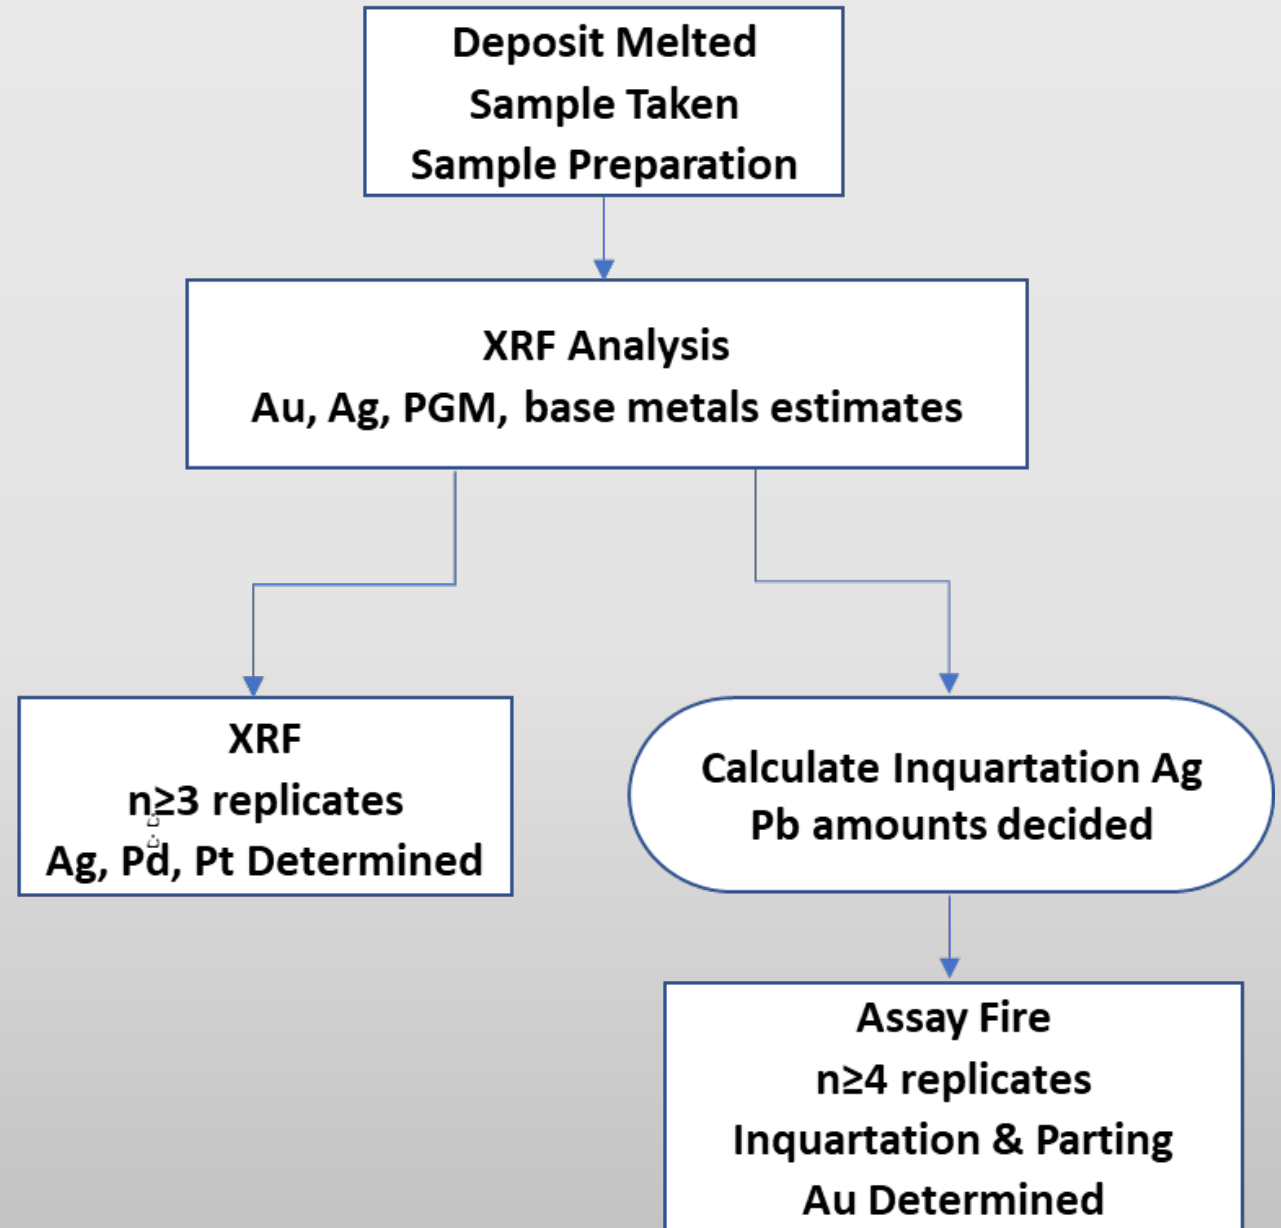 Deposit Melted
Sample Taken
Sample Preparation
XRF Analysis
Au, Ag, PGM, base metals estimates
XRF
n≥3 replicates
Ag, Pd, Pt Determined
Calculate Inquartation Ag
Pb amounts decided
Assay Fire
n≥4 replicates
Inquartation & Parting
Au Determined